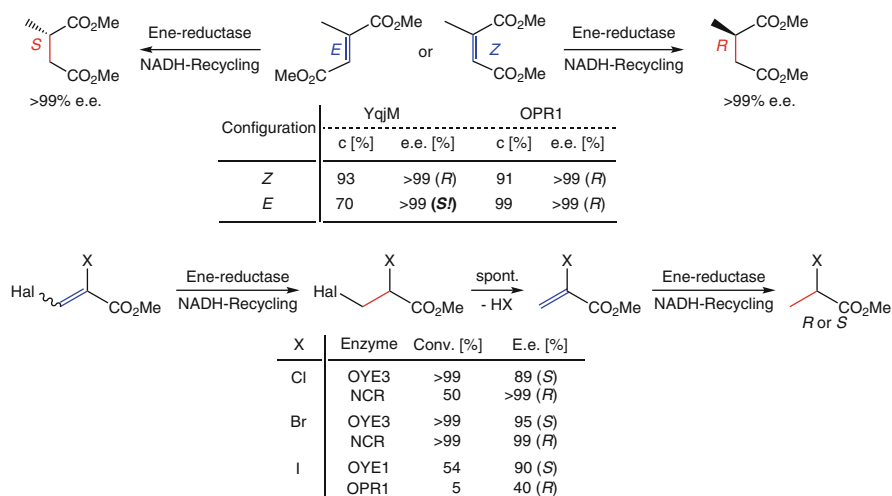 CO₂Me
CO₂Me
S
>99% e.e.
Ene-reductase
NADH-Recycling
CO₂Me
E
MeO₂C
or
CO₂Me
Z
CO₂Me
Ene-reductase
NADH-Recycling
CO₂Me
R
CO₂Me
>99% e.e.
Configuration YqjM OPR1
c [%] e.e. [%] c [%] e.e. [%]
Z 93 >99 (R) 91 >99 (R)
E 70 >99 (S!) 99 >99 (R)
X
Hal
CO₂Me
Ene-reductase
NADH-Recycling
X
Hal
CO₂Me
spont.
- HX
X
CO₂Me
Ene-reductase
NADH-Recycling
X
CO₂Me
R or S
X Enzyme Conv. [%] E.e. [%]
Cl OYE3 >99 89 (S)
NCR 50 >99 (R)
Br OYE3 >99 95 (S)
NCR >99 99 (R)
I OYE1 54 90 (S)
OPR1 5 40 (R)